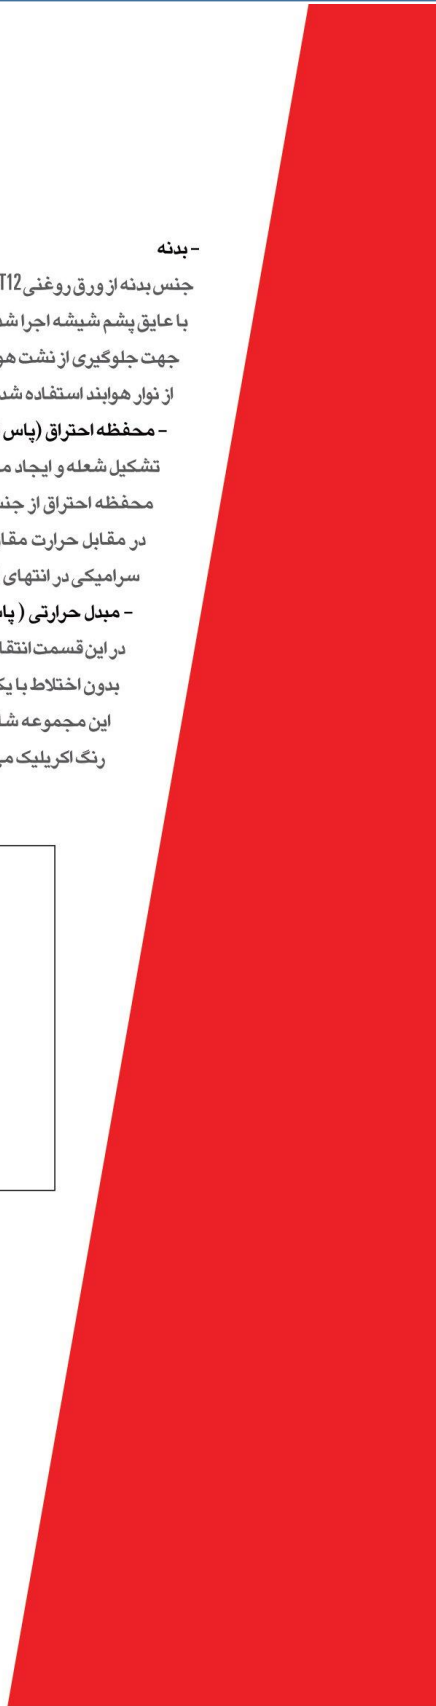 - بدنه
جنس بدنه از ورق روغنی ST12
با عایق پشم شیشه اجرا
جهت جلوگیری از نشت
از نوار هوابند استفاده
- محفظه احتراق (پاس
تشکیل شعله و ایجاد
محفظه احتراق از
در مقابل حرارت
سرامیکی در انتهای
- مبدل حرارتی (
در این قسمت
بدون اختلاط با
این مجموعه
رنگ اکریلیک